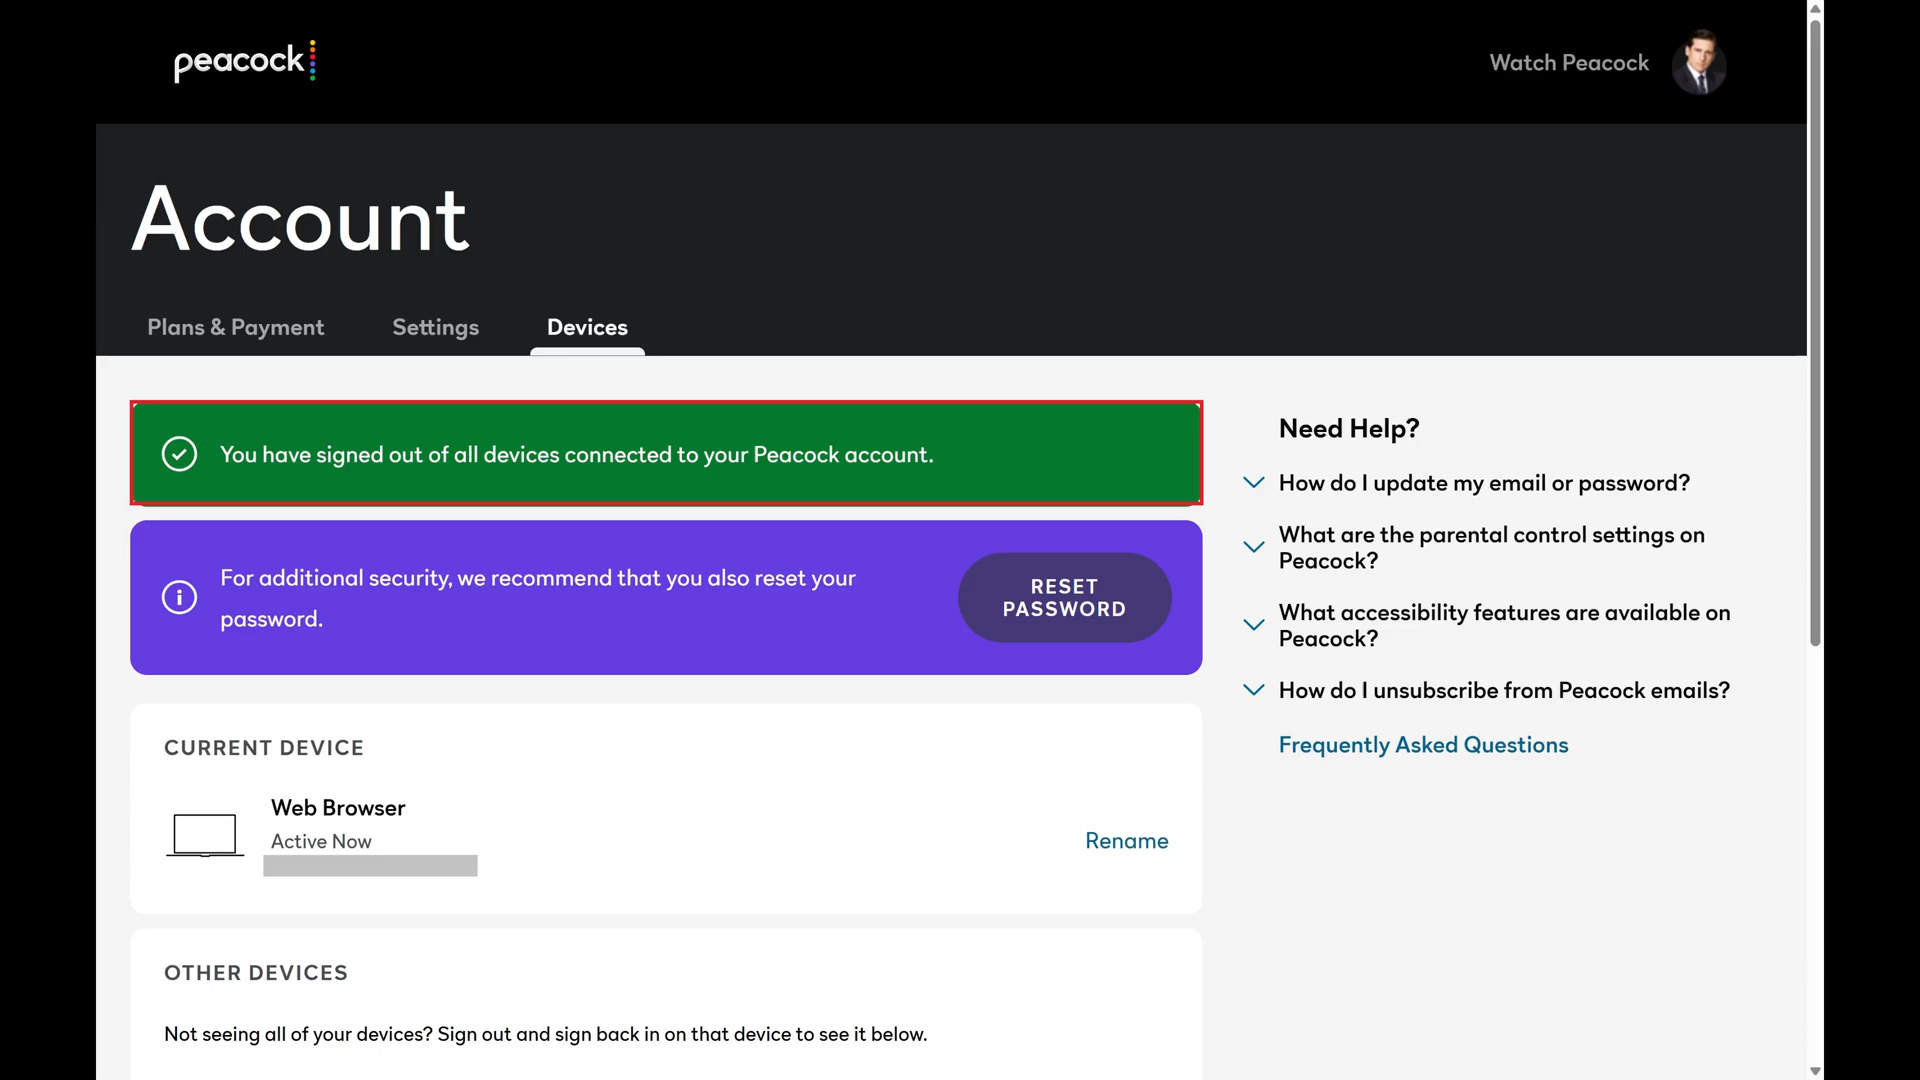 peacock
Watch Peacock
Account
Plans & Payment
Settings
Devices
You have signed out of all devices connected to your Peacock account.
For additional security, we recommend that you also reset your
password.
RESET
PASSWORD
CURRENT DEVICE
Web Browser
Active Now
Rename
OTHER DEVICES
Not seeing all of your devices? Sign out and sign back in on that device to see it below.
Need Help?
How do I update my email or password?
What are the parental control settings on
Peacock?
What accessibility features are available on
Peacock?
How do I unsubscribe from Peacock emails?
Frequently Asked Questions